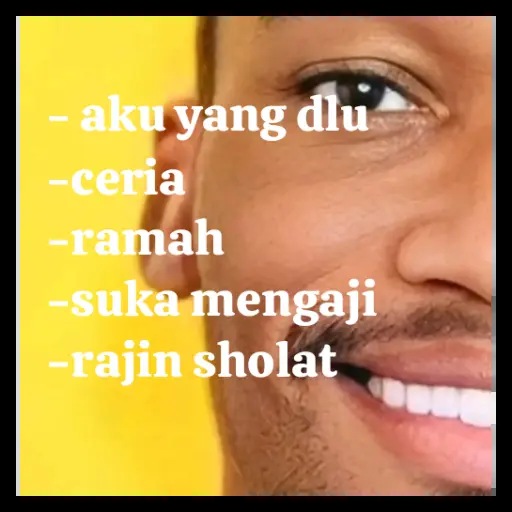 - aku yang dlu
-ceria
-ramah
-suka mengaji
-rajin sholat